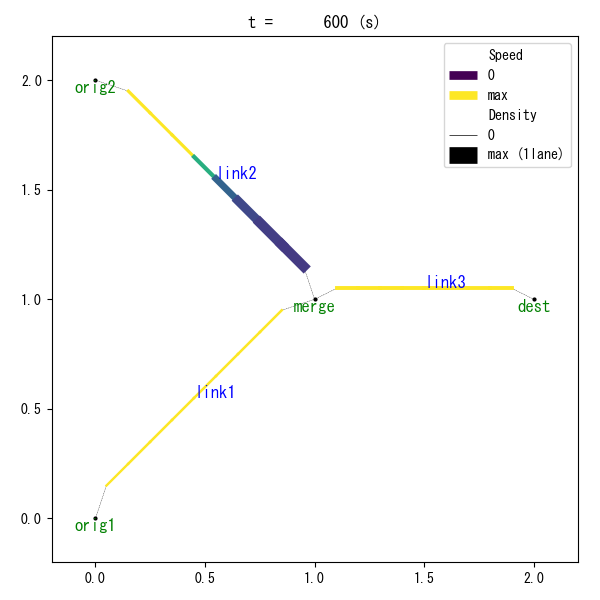 t =      600 (s)
Speed
0
max
Density
0
max (1lane)
2.0
1.5
1.0
0.5
0.0
orig2
link2
link3
merge
dest
link1
orig1
0.0
0.5
1.0
1.5
2.0